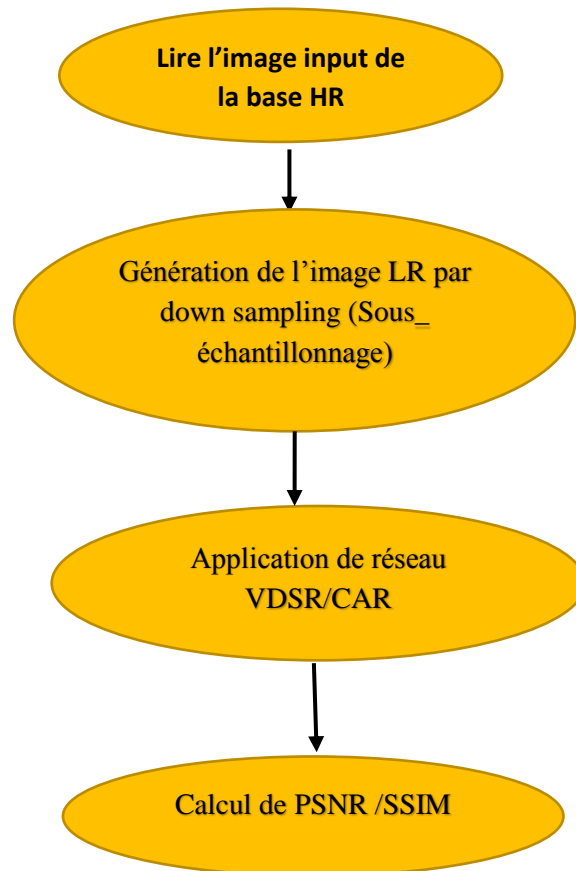 Lire l’image input de
la base HR
Génération de l’image LR par
down sampling (Sous_
échantillonnage)
Application de réseau
VDSR/CAR
Calcul de PSNR /SSIM